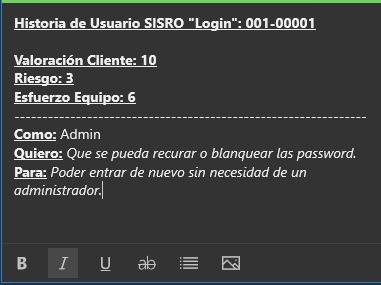 Historia de Usuario SISRO "Login": 001-00001
Valoración Cliente: 10
Riesgo: 3
Esfuerzo Equipo: 6
-----------------------------------------------------------------
Como: Admin
Quiero: Que se pueda recurar o blanquear las password.
Para: Poder entrar de nuevo sin necesidad de un
administrador.
B I U ab